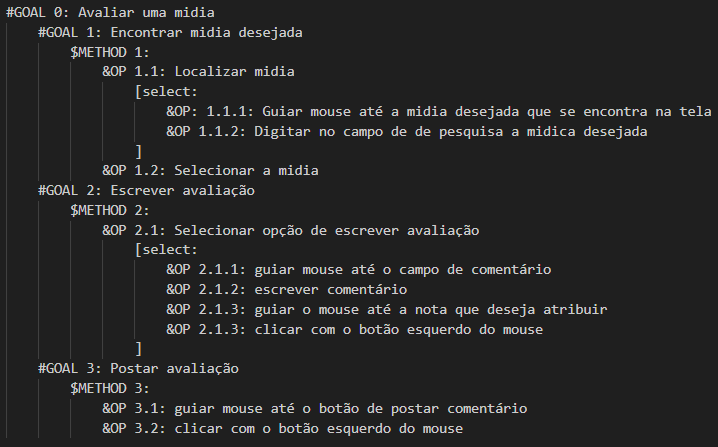 #GOAL 0: Avaliar uma midia
#GOAL 1: Encontrar midia desejada
$METHOD 1:
&OP 1.1: Localizar midia
[select:
&OP: 1.1.1: Guiar mouse até a midia desejada que se encontra na tela
&OP 1.1.2: Digitar no campo de de pesquisa a midica desejada
]
&OP 1.2: Selecionar a midia
#GOAL 2: Escrever avaliação
$METHOD 2:
&OP 2.1: Selecionar opção de escrever avaliação
[select:
&OP 2.1.1: guiar mouse até o campo de comentário
&OP 2.1.2: escrever comentário
&OP 2.1.3: guiar o mouse até a nota que deseja atribuir
&OP 2.1.3: clicar com o botão esquerdo do mouse
]
#GOAL 3: Postar avaliação
$METHOD 3:
&OP 3.1: guiar mouse até o botão de postar comentário
&OP 3.2: clicar com o botão esquerdo do mouse